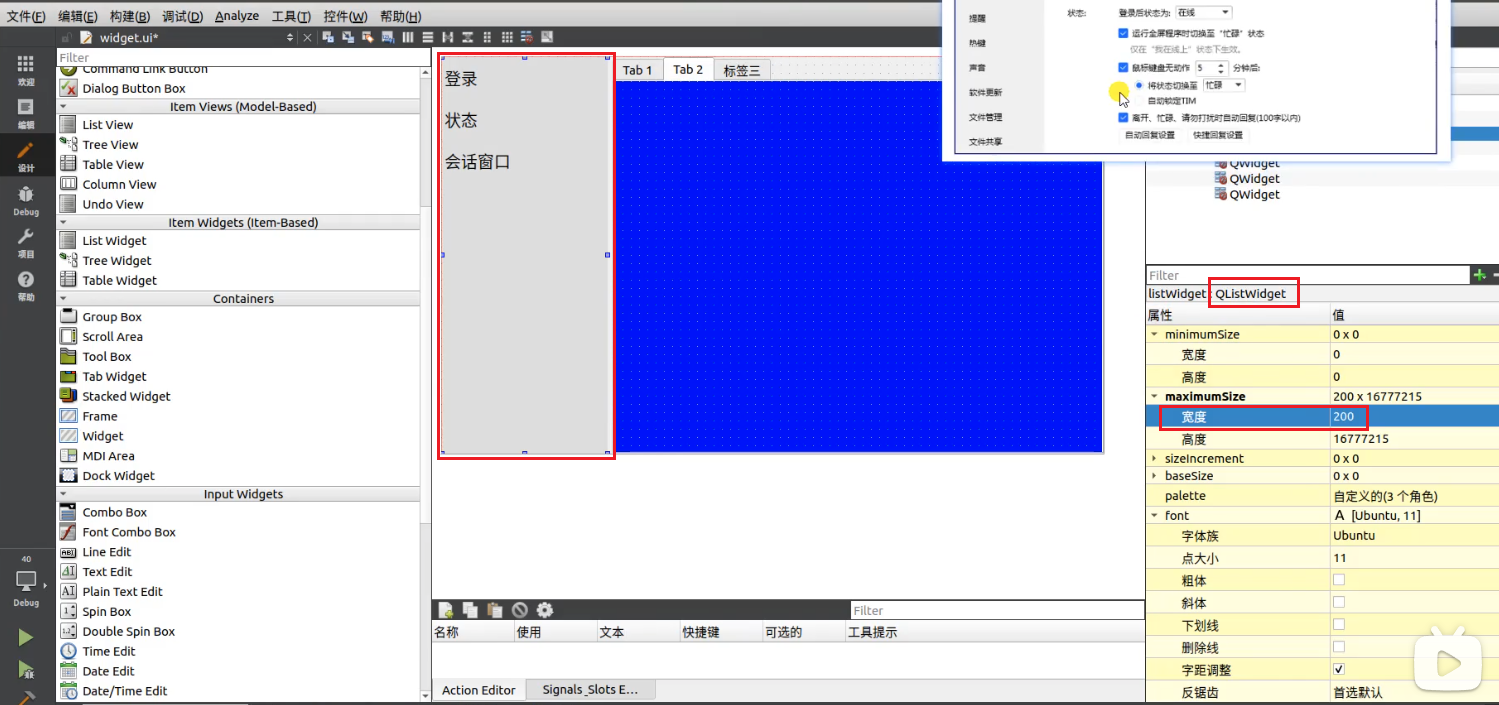 文件(F) 编辑(E) 构建(B) 调试(D) Analyze 工具(T) 控件(W) 帮助(H)
widget.ui*
欢迎
编辑
设计
Debug
项目
帮助
40
Debug
Filter
Command Link Button
Dialog Button Box
Item Views (Model-Based)
List View
Tree View
Table View
Column View
Undo View
Item Widgets (Item-Based)
List Widget
Tree Widget
Table Widget
Containers
Group Box
Scroll Area
Tool Box
Tab Widget
Stacked Widget
Frame
Widget
MDI Area
Dock Widget
Input Widgets
Combo Box
Font Combo Box
Line Edit
Text Edit
Plain Text Edit
Spin Box
Double Spin Box
Time Edit
Date Edit
Date/Time Edit
登录
状态
会话窗口
Tab 1 Tab 2 标签三
提醒
热键
声音
软件更新
文件管理
文件共享
状态: 登录后状态为: 在线
运行全屏程序时切换至"忙碌"状态
仅在"我在线上"状态下生效。
鼠标键盘无动作 5 分钟后:
将状态切换至 忙碌
自动锁定TIM
离开、忙碌、请勿打扰时自动回复(100字以内)
自动回复设置 快捷回复设置
QWidget
QWidget
QWidget
Filter
listWidget : QListWidget
属性 值
minimumSize 0 x 0
宽度 0
高度 0
maximumSize 200 x 16777215
宽度 200
高度 16777215
sizeIncrement 0 x 0
baseSize 0 x 0
palette 自定义的(3 个角色)
font A [Ubuntu, 11]
字体族 Ubuntu
点大小 11
粗体
斜体
下划线
删除线
字距调整
反锯齿 首选默认
Filter
名称 使用 文本 快捷键 可选的 工具提示
Action Editor Signals_Slots E...